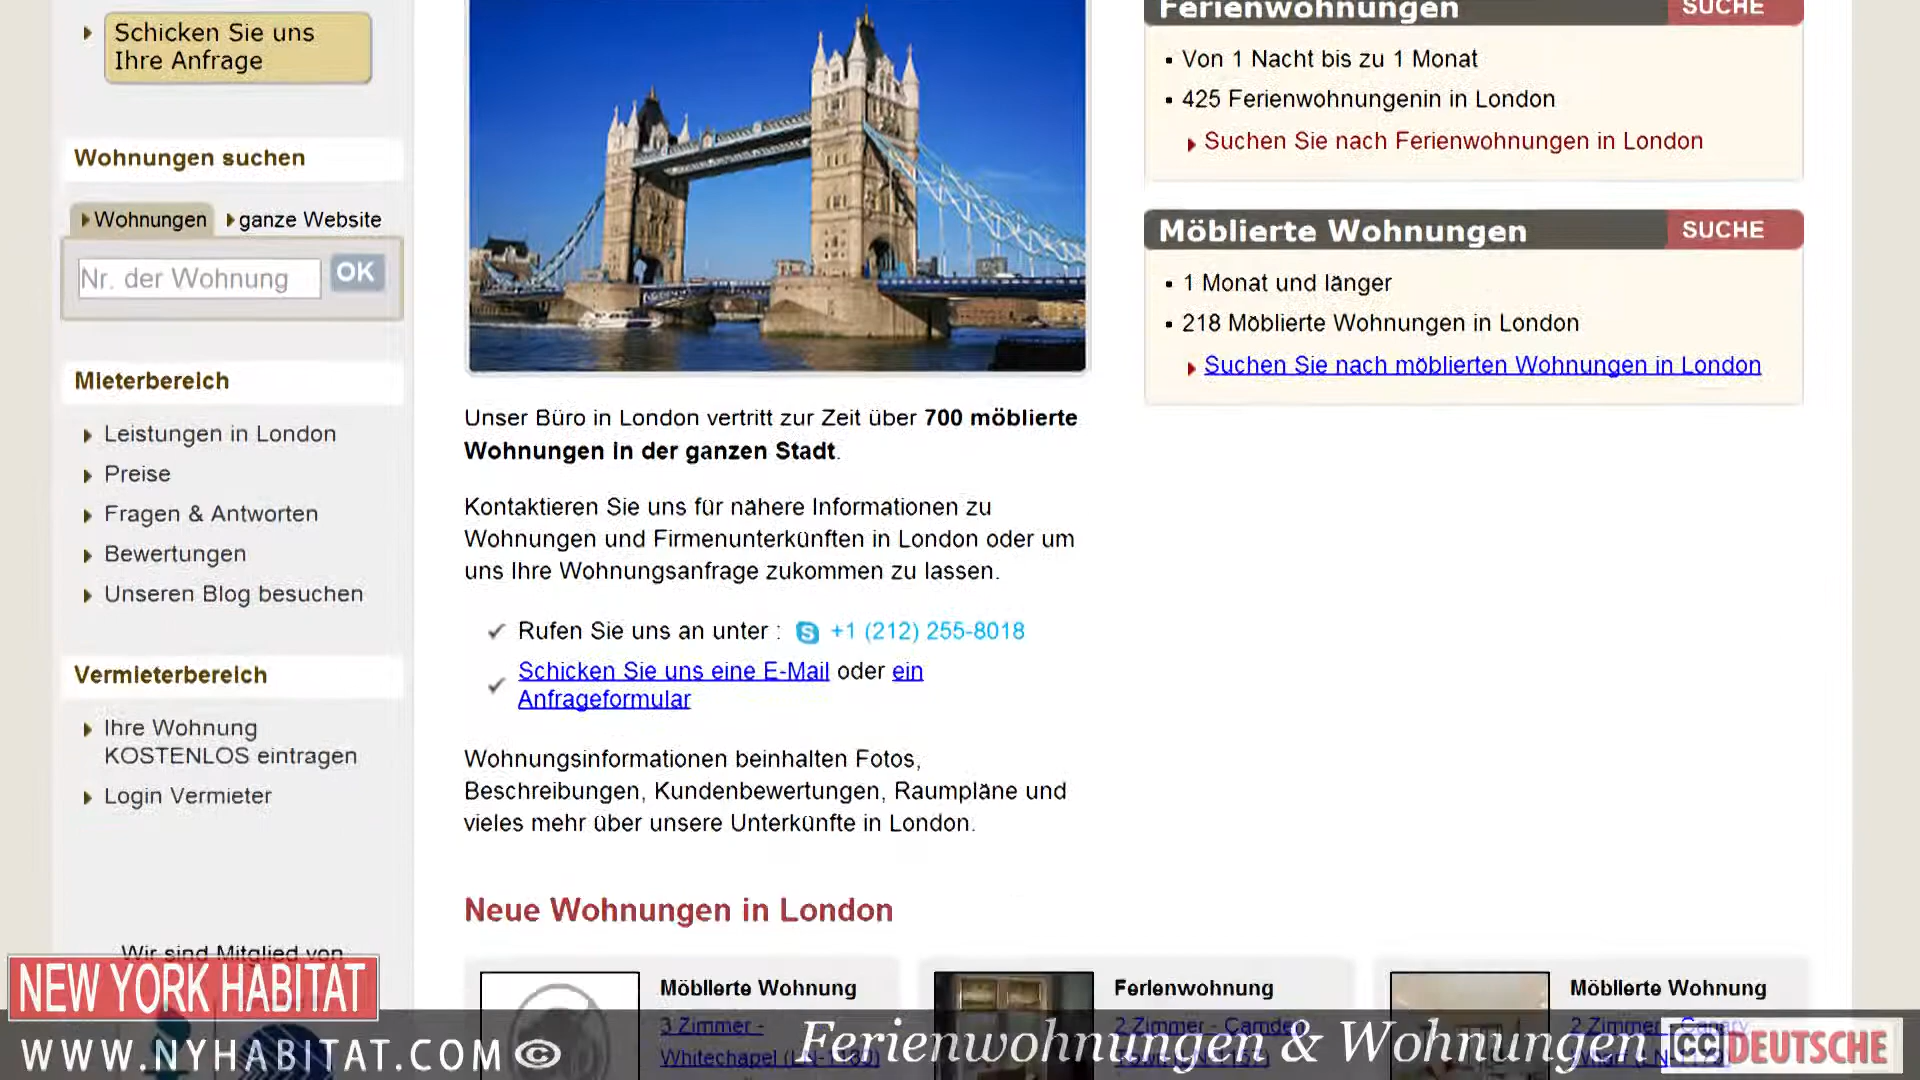 Schicken Sie uns
Ihre Anfrage
Wohnungen suchen
Wohnungen
ganze Website
Nr. der Wohnung
OK
Mieterbereich
Leistungen in London
Preise
Fragen & Antworten
Bewertungen
Unseren Blog besuchen
Vermieterbereich
Ihre Wohnung
KOSTENLOS eintragen
Login Vermieter
Wir sind Mitglied von
Unser Büro in London vertritt zur Zeit über 700 möblierte
Wohnungen in der ganzen Stadt.
Kontaktieren Sie uns für nähere Informationen zu
Wohnungen und Firmenunterkünften in London oder um
uns Ihre Wohnungsanfrage zukommen zu lassen.
Rufen Sie uns an unter : +1 (212) 255-8018
Schicken Sie uns eine E-Mail oder ein
Anfrageformular
Wohnungsinformationen beinhalten Fotos,
Beschreibungen, Kundenbewertungen, Raumpläne und
vieles mehr über unsere Unterkünfte in London.
Ferienwohnungen SUCHE
Von 1 Nacht bis zu 1 Monat
425 Ferienwohnungenin in London
Suchen Sie nach Ferienwohnungen in London
Möblierte Wohnungen SUCHE
1 Monat und länger
218 Möblierte Wohnungen in London
Suchen Sie nach möblierten Wohnungen in London
Neue Wohnungen in London
Möblierte Wohnung
3 Zimmer -
Whitechapel
Ferienwohnung
2 Zimmer - Camden
Möblierte Wohnung
2 Zimmer - Canary
NEW YORK HABITAT
WWW.NYHABITAT.COM ©
Ferienwohnungen & Wohnungen
CC DEUTSCHE